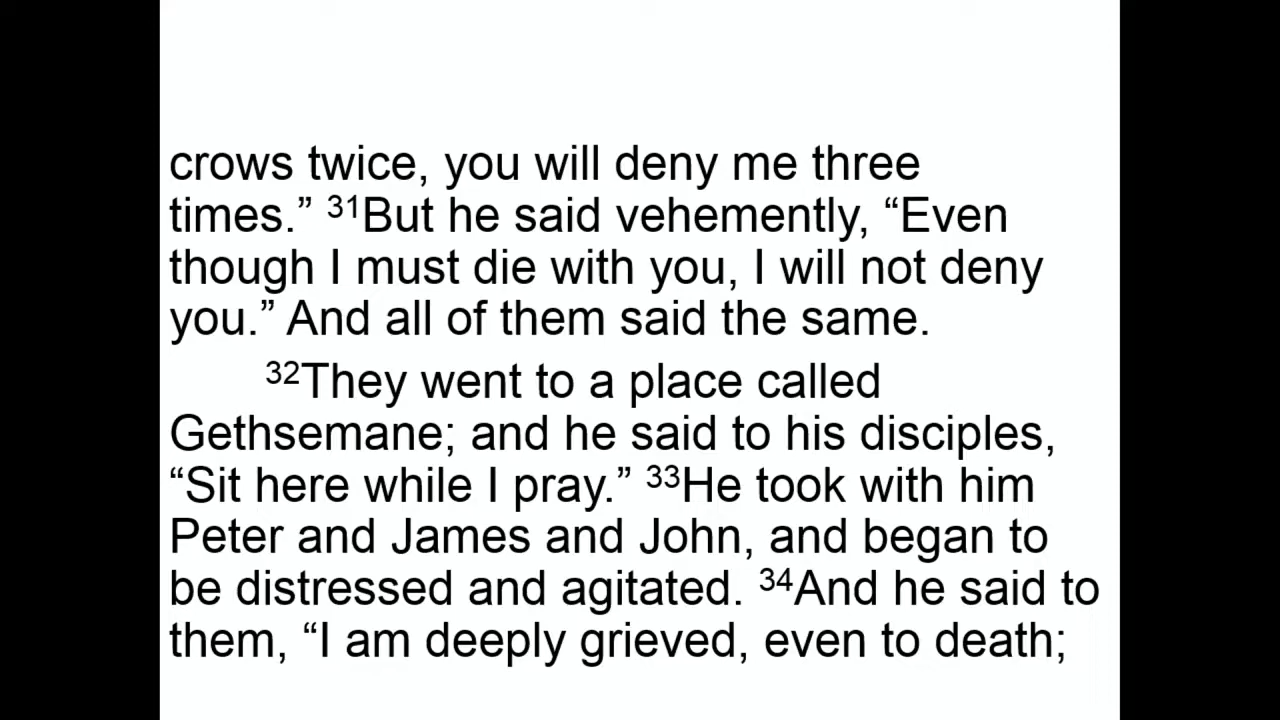 crows twice, you will deny me three
times.” ³¹But he said vehemently, “Even
though I must die with you, I will not deny
you.” And all of them said the same.
³²They went to a place called
Gethsemane; and he said to his disciples,
“Sit here while I pray.” ³³He took with him
Peter and James and John, and began to
be distressed and agitated. ³⁴And he said to
them, “I am deeply grieved, even to death;